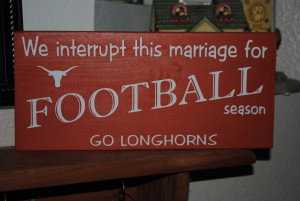 We interrupt this marriage for
FOOTBALL
season
GO LONGHORNS